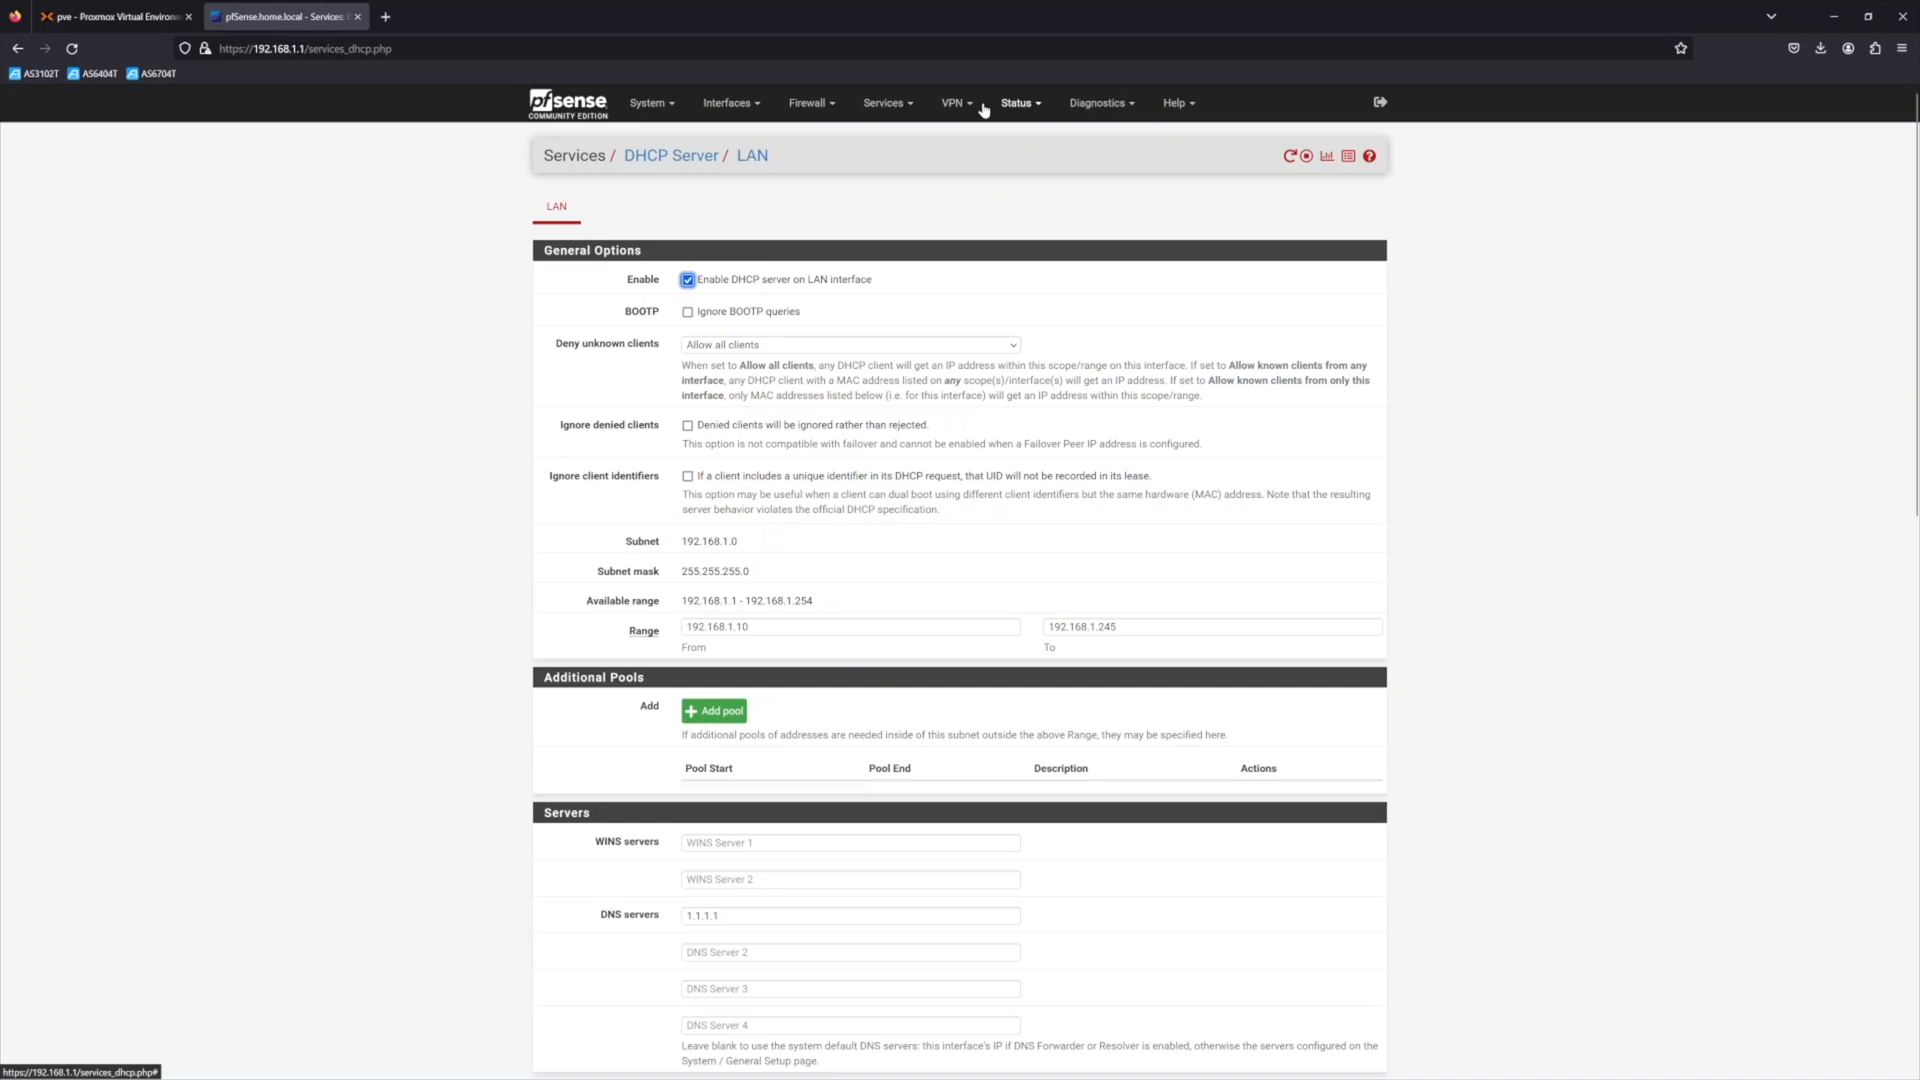 pve - Proxmox Virtual Environm
pfSense.home.local - Services: D
https://192.168.1.1/services_dhcp.php
AS3102T
AS6404T
AS6704T
pfsense
COMMUNITY EDITION
System
Interfaces
Firewall
Services
VPN
Status
Diagnostics
Help
Services / DHCP Server / LAN
LAN
General Options
Enable
Enable DHCP server on LAN interface
BOOTP
Ignore BOOTP queries
Deny unknown clients
Allow all clients
When set to Allow all clients, any DHCP client will get an IP address within this scope/range on this interface. If set to Allow known clients from any
interface, any DHCP client with a MAC address listed on any scope(s)/interface(s) will get an IP address. If set to Allow known clients from only this
interface, only MAC addresses listed below (i.e. for this interface) will get an IP address within this scope/range.
Ignore denied clients
Denied clients will be ignored rather than rejected.
This option is not compatible with failover and cannot be enabled when a Failover Peer IP address is configured.
Ignore client identifiers
If a client includes a unique identifier in its DHCP request, that UID will not be recorded in its lease.
This option may be useful when a client can dual boot using different client identifiers but the same hardware (MAC) address. Note that the resulting
server behavior violates the official DHCP specification.
Subnet
192.168.1.0
Subnet mask
255.255.255.0
Available range
192.168.1.1 - 192.168.1.254
Range
192.168.1.10
192.168.1.245
From
To
Additional Pools
Add
Add pool
If additional pools of addresses are needed inside of this subnet outside the above Range, they may be specified here.
Pool Start
Pool End
Description
Actions
Servers
WINS servers
WINS Server 1
WINS Server 2
DNS servers
1.1.1.1
DNS Server 2
DNS Server 3
DNS Server 4
Leave blank to use the system default DNS servers: this interface's IP if DNS Forwarder or Resolver is enabled, otherwise the servers configured on the
System / General Setup page.
https://192.168.1.1/services_dhcp.php#